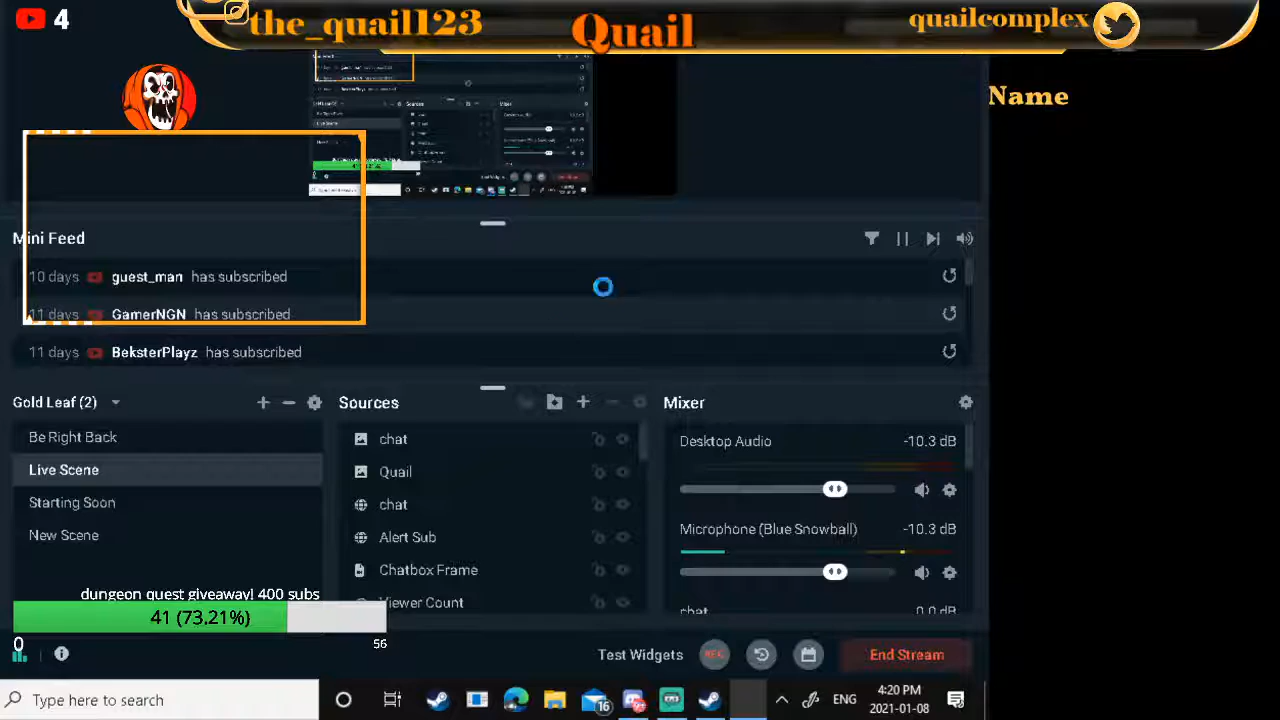 4
the_quail123
Quail
quailcomplex
Name
Mini Feed
10 days guest_man has subscribed
11 days GamerNGN has subscribed
11 days BeksterPlayz has subscribed
Gold Leaf (2)
Sources
Mixer
Be Right Back
Live Scene
Starting Soon
New Scene
chat
Quail
chat
Alert Sub
Chatbox Frame
Viewer Count
Desktop Audio -10.3 dB
Microphone (Blue Snowball) -10.3 dB
chat 0.0 dB
dungeon quest giveaway! 400 subs
41 (73,21%)
0
56
Test Widgets
REC
End Stream
Type here to search
16
ENG
4:20 PM
2021-01-08